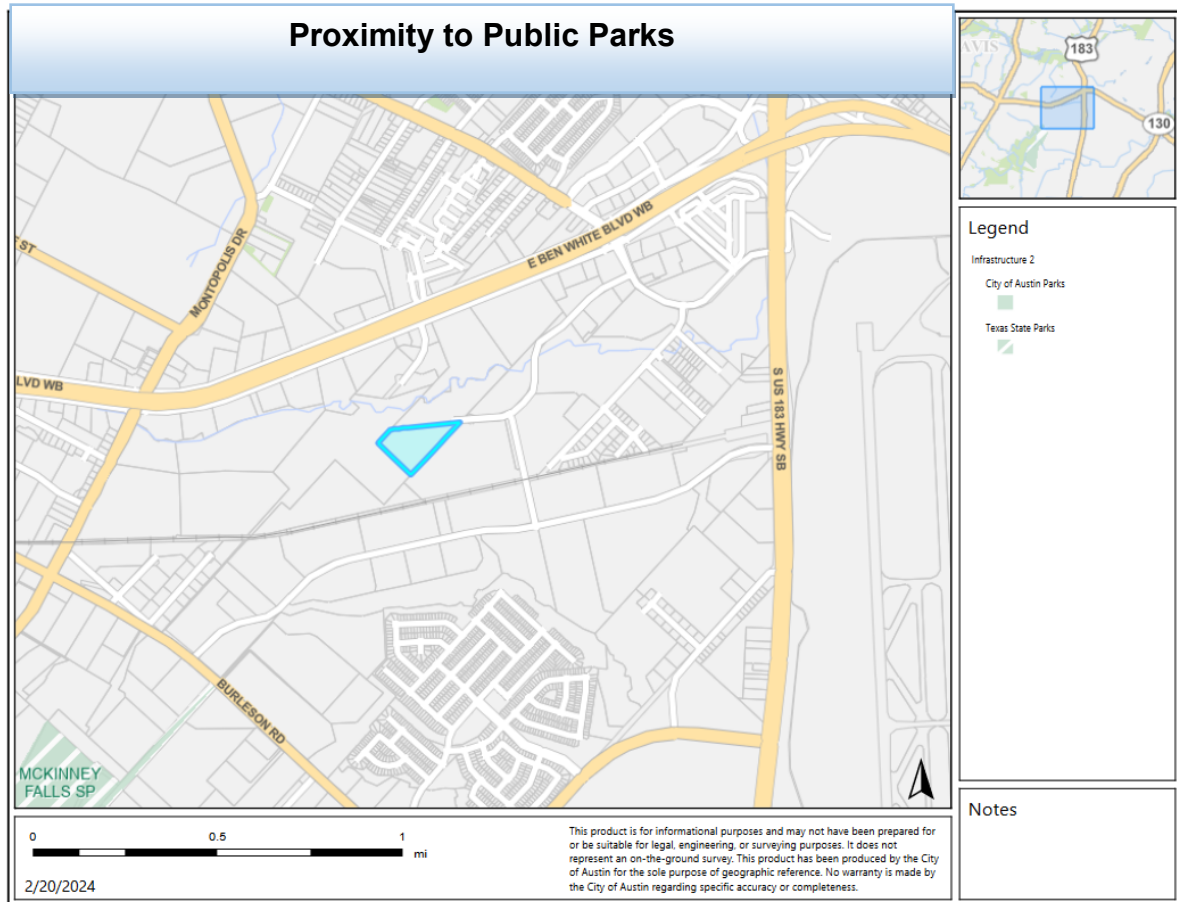 Proximity to Public Parks
AVIS
183
130
E ST
MONTOPOLIS DR
E BEN WHITE BLVD WB
LVD WB
S US 183 HWY SB
BURLESON RD
MCKINNEY
FALLS SP
Legend
Infrastructure 2
City of Austin Parks
Texas State Parks
Notes
0 0.5 1
mi
2/20/2024
This product is for informational purposes and may not have been prepared for
or be suitable for legal, engineering, or surveying purposes. It does not
represent an on-the-ground survey. This product has been produced by the City
of Austin for the sole purpose of geographic reference. No warranty is made by
the City of Austin regarding specific accuracy or completeness.